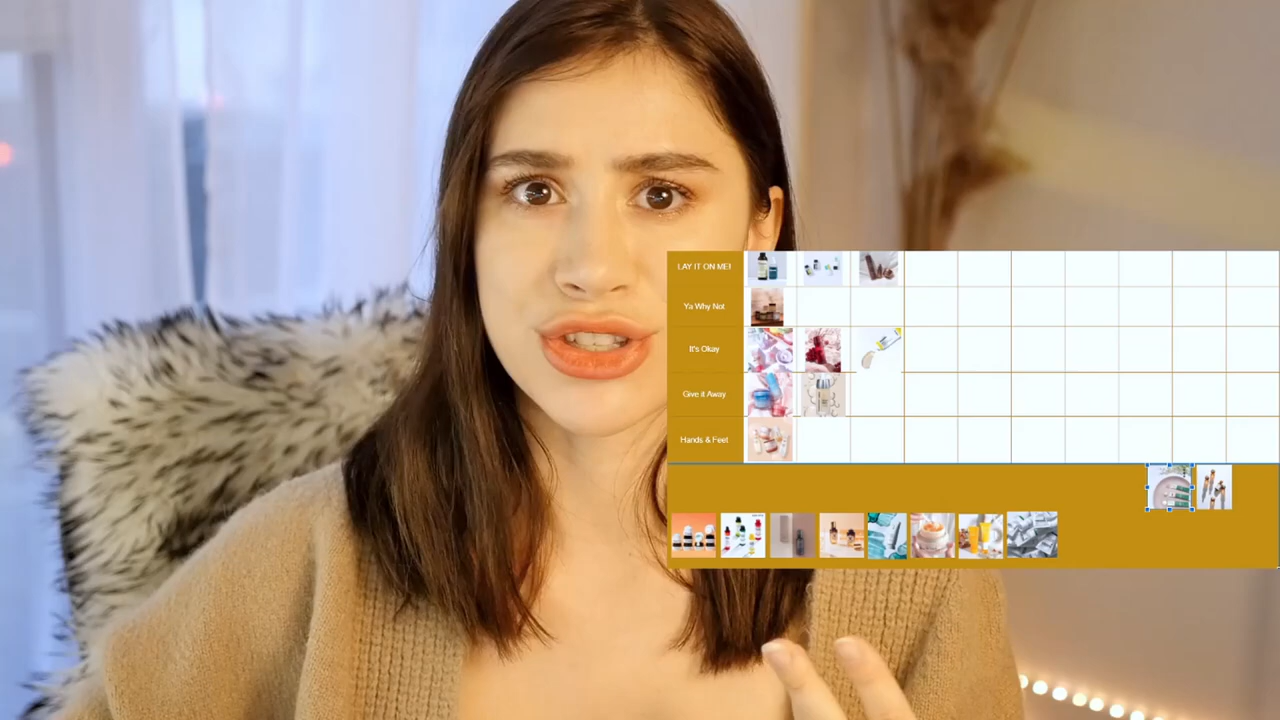 LAY IT ON ME!
Ya Why Not
It's Okay
Give it Away
Hands & Feet